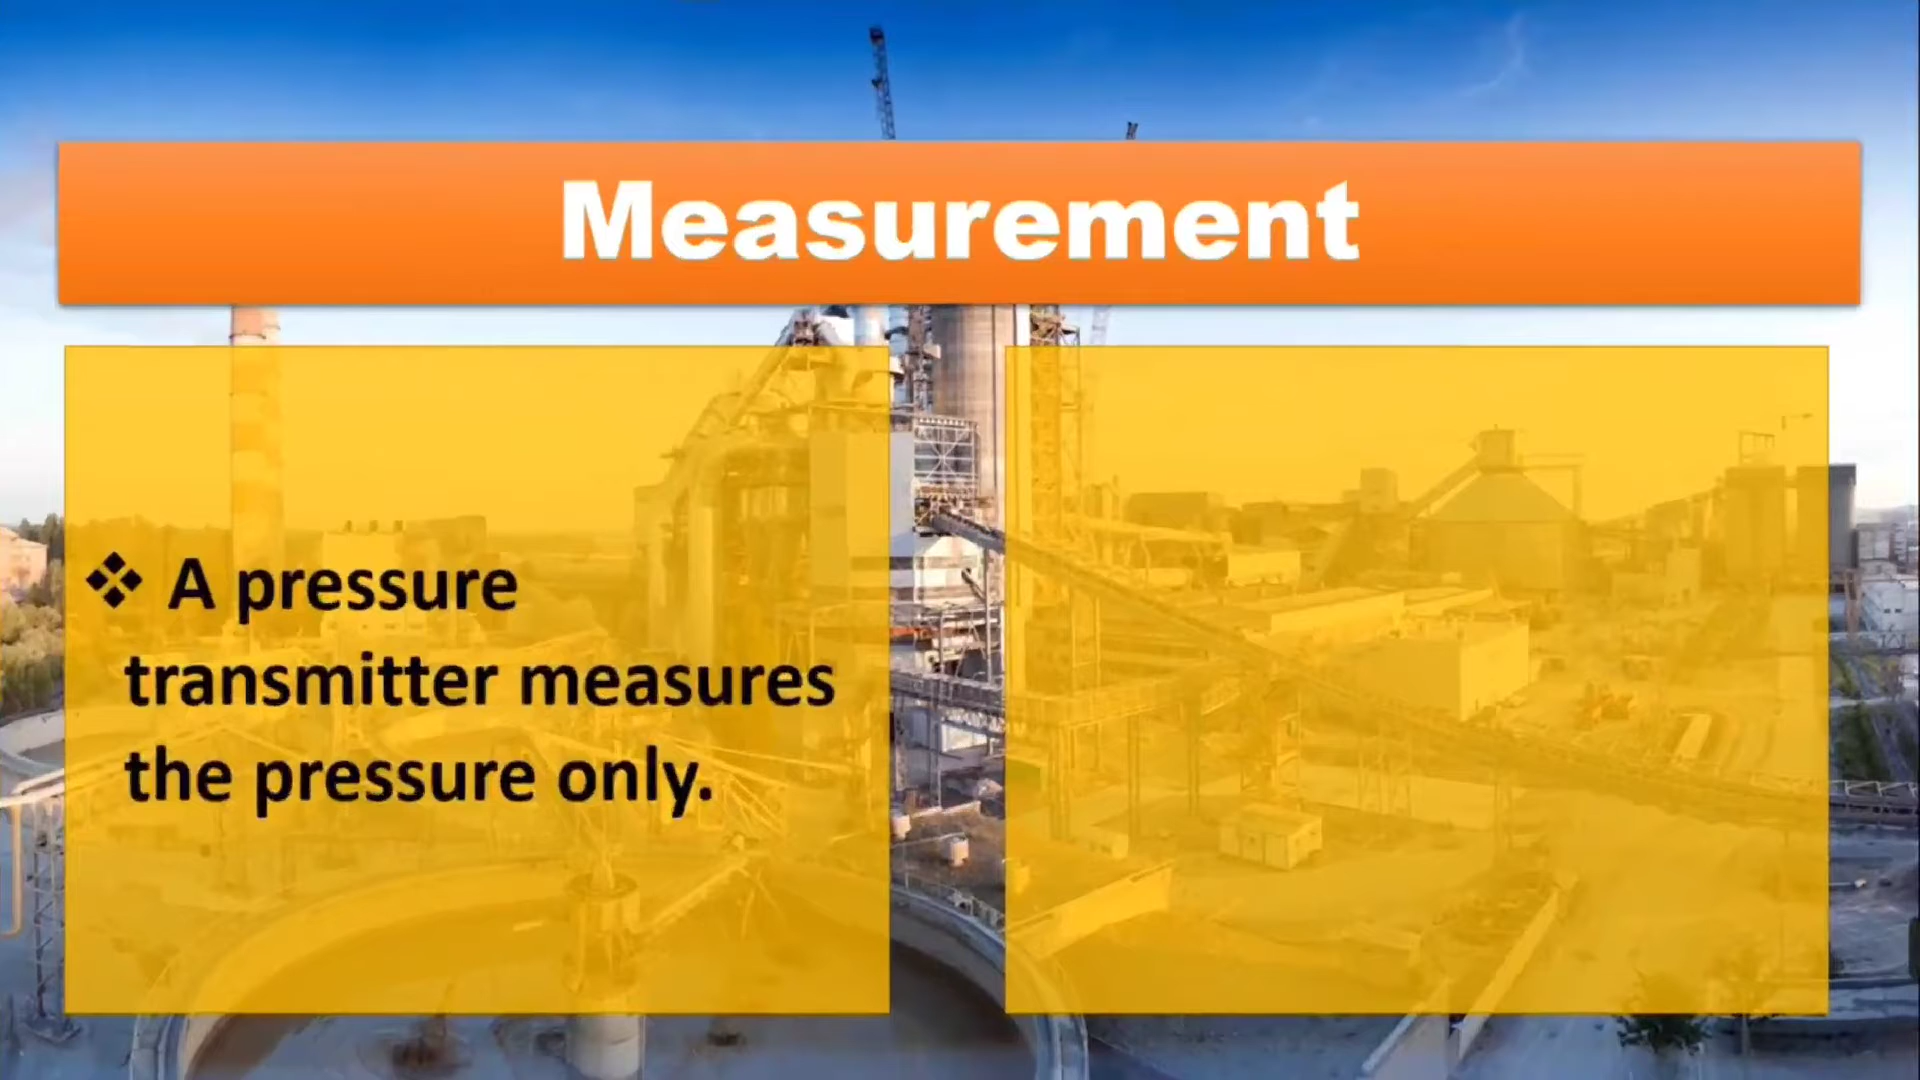 Measurement
❖ A pressure
transmitter measures
the pressure only.